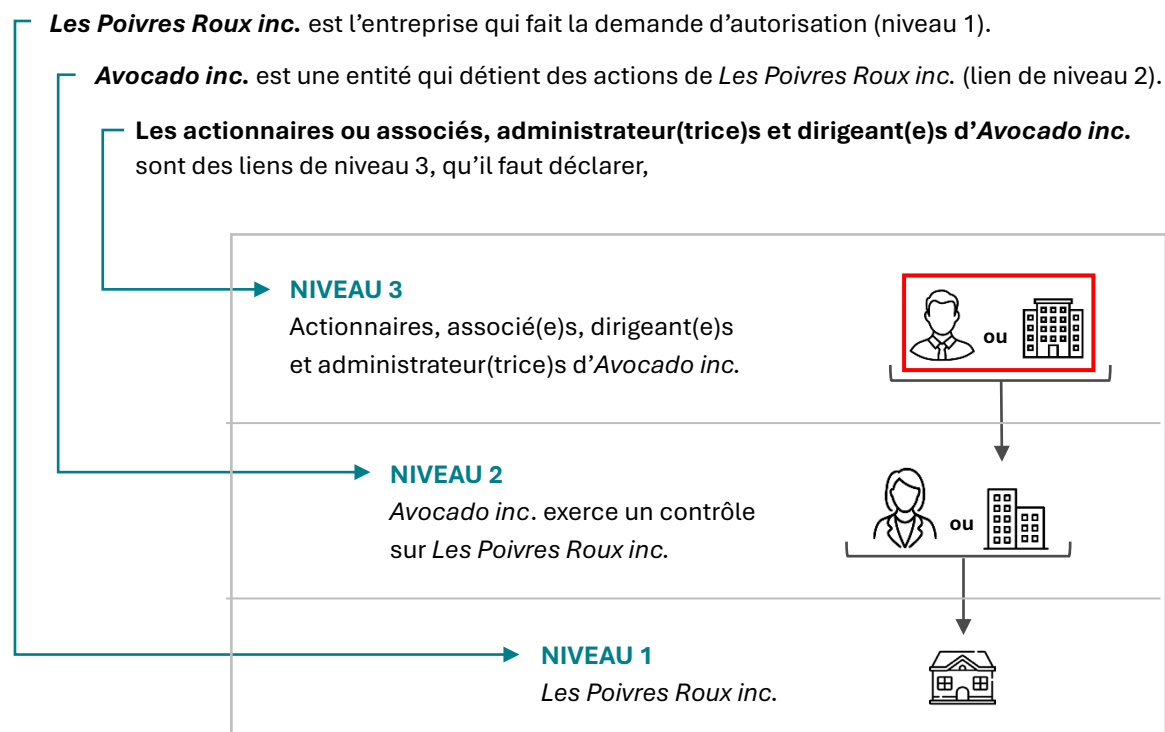 Les Poivres Roux inc. est l’entreprise qui fait la demande d’autorisation (niveau 1).
Avocado inc. est une entité qui détient des actions de Les Poivres Roux inc. (lien de niveau 2).
Les actionnaires ou associés, administrateur(trice)s et dirigeant(e)s d’Avocado inc.
sont des liens de niveau 3, qu’il faut déclarer,
NIVEAU 3
Actionnaires, associé(e)s, dirigeant(e)s
et administrateur(trice)s d’Avocado inc.
ou
NIVEAU 2
Avocado inc. exerce un contrôle
sur Les Poivres Roux inc.
ou
NIVEAU 1
Les Poivres Roux inc.